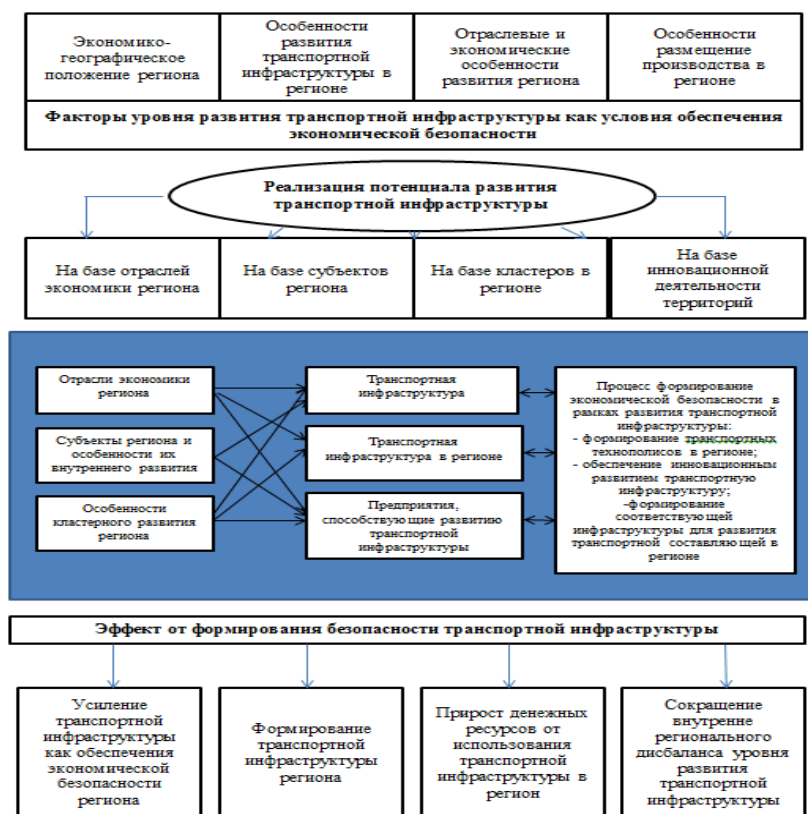 Экономико-
географическое
положение региона
Особенности
развития
транспортной
инфраструктуры в
регионе
Отраслевые и
экономические
особенности
развития региона
Особенности
размещение
производства в
регионе
Факторы уровня развития транспортной инфраструктуры как условия обеспечения
экономической безопасности
Реализация потенциала развития
транспортной инфраструктуры
На базе отраслей
экономики региона
На базе субъектов
региона
На базе кластеров в
регионе
На базе
инновационной
деятельности
территорий
Отрасли экономики
региона
Субъекты региона и
особенности их
внутреннего развития
Особенности
кластерного развития
региона
Транспортная
инфраструктура
Транспортная
инфраструктура в регионе
Предприятия,
способствующие развитию
транспортной
инфраструктуры
Процесс формирование
экономической безопасности в
рамках развития транспортной
инфраструктуры:
- формирование транспортных
технополисов в регионе;
- обеспечение инновационным
развитием транспортную
инфраструктуру;
-формирование
соответствующей
инфраструктуры для развития
транспортной составляющей в
регионе
Эффект от формирования безопасности транспортной инфраструктуры
Усиление
транспортной
инфраструктуры
как обеспечения
экономической
безопасности
региона
Формирование
транспортной
инфраструктуры
региона
Прирост денежных
ресурсов от
использования
транспортной
инфраструктуры в
регион
Сокращение
внутренне
регионального
дисбаланса уровня
развития
транспортной
инфраструктуры